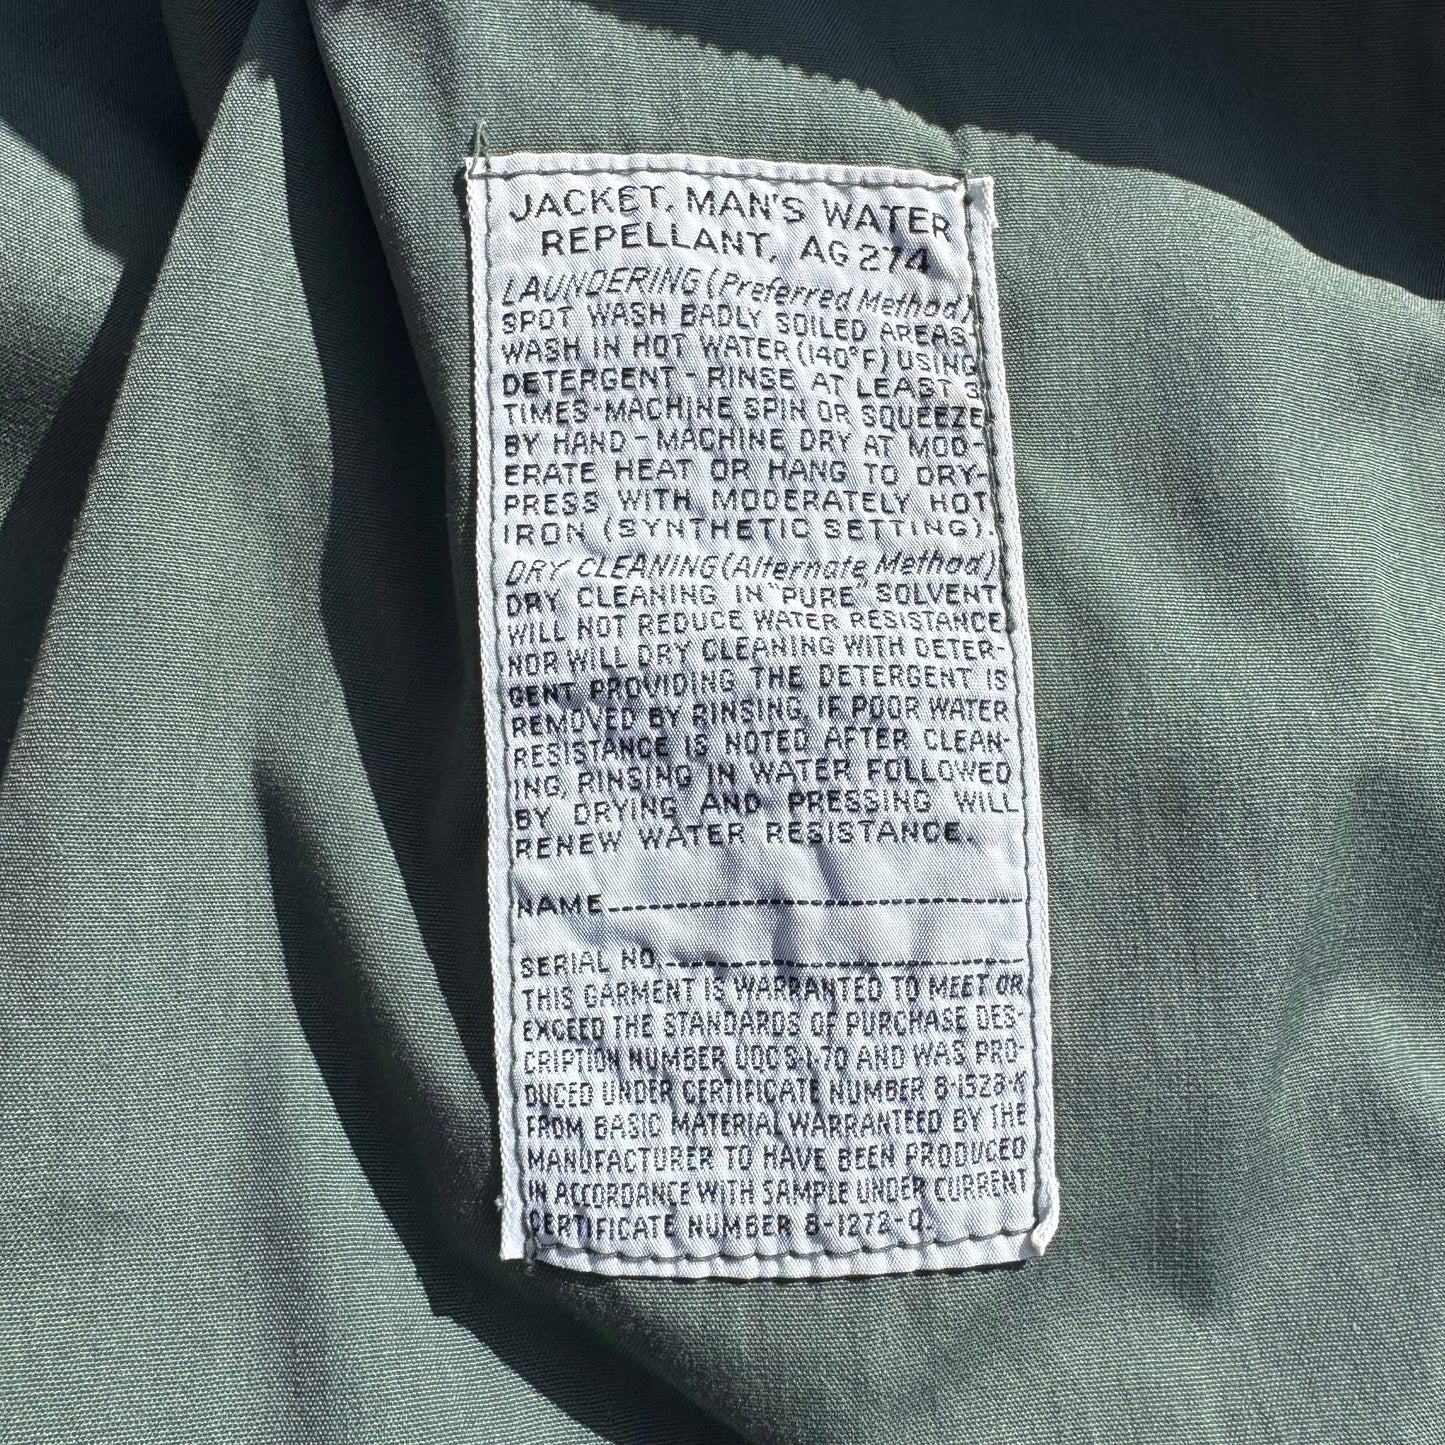 JACKET, MAN'S WATER
REPELLANT, AG 274
LAUNDERING (Preferred Method)
SPOT WASH BADLY SOILED AREAS-
WASH IN HOT WATER (140°F) USING
DETERGENT - RINSE AT LEAST 3
TIMES-MACHINE SPIN OR SQUEEZE
BY HAND - MACHINE DRY AT MOD-
ERATE HEAT OR HANG TO DRY-
PRESS WITH MODERATELY HOT
IRON (SYNTHETIC SETTING).
DRY CLEANING (Alternate Method)
DRY CLEANING IN "PURE" SOLVENT
WILL NOT REDUCE WATER RESISTANCE
NOR WILL DRY CLEANING WITH DETER-
GENT PROVIDING THE DETERGENT IS
REMOVED BY RINSING. IF POOR WATER
RESISTANCE IS NOTED AFTER CLEAN-
ING, RINSING IN WATER FOLLOWED
BY DRYING AND PRESSING WILL
RENEW WATER RESISTANCE.
NAME
SERIAL NO.
THIS GARMENT IS WARRANTED TO MEET OR
EXCEED THE STANDARDS OF PURCHASE DES-
CRIPTION NUMBER UQCS-1-70 AND WAS PRO-
DUCED UNDER CERTIFICATE NUMBER 8-1528-K
FROM BASIC MATERIAL WARRANTEED BY THE
MANUFACTURER TO HAVE BEEN PRODUCED
IN ACCORDANCE WITH SAMPLE UNDER CURRENT
CERTIFICATE NUMBER 8-1272-Q.